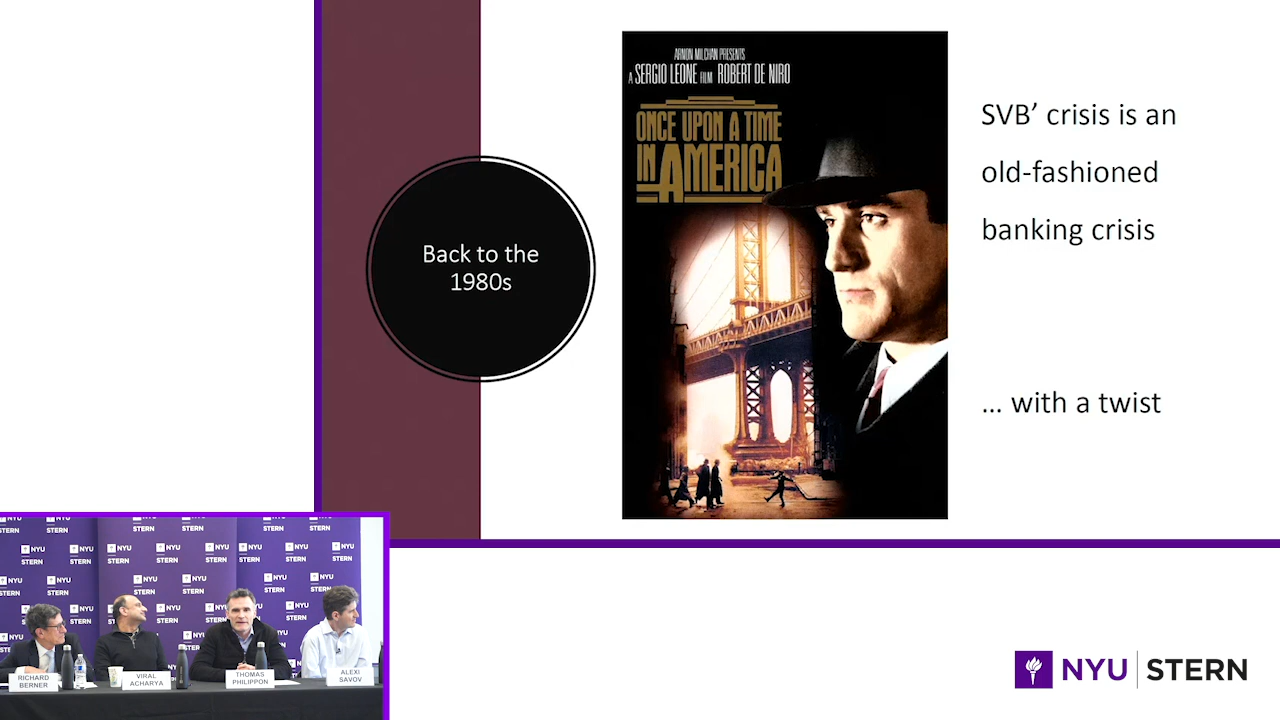 Back to the
1980s
ARNON MILCHAN PRESENTS
A SERGIO LEONE FILM ROBERT DE NIRO
ONCE UPON A TIME
IN AMERICA
SVB’ crisis is an
old-fashioned
banking crisis
... with a twist
NYU
STERN
RICHARD
BERNER
VIRAL
ACHARYA
THOMAS
PHILIPPON
ALEXI
SAVOV
NYU STERN